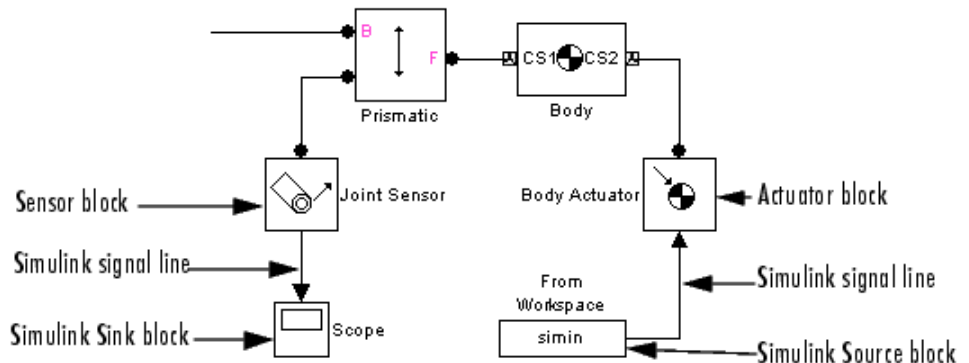 B
F
CS1 CS2
Prismatic
Body
Sensor block
Joint Sensor
Body Actuator
Actuator block
Simulink signal line
From
Workspace
Simulink signal line
Simulink Sink block
Scope
simin
Simulink Source block